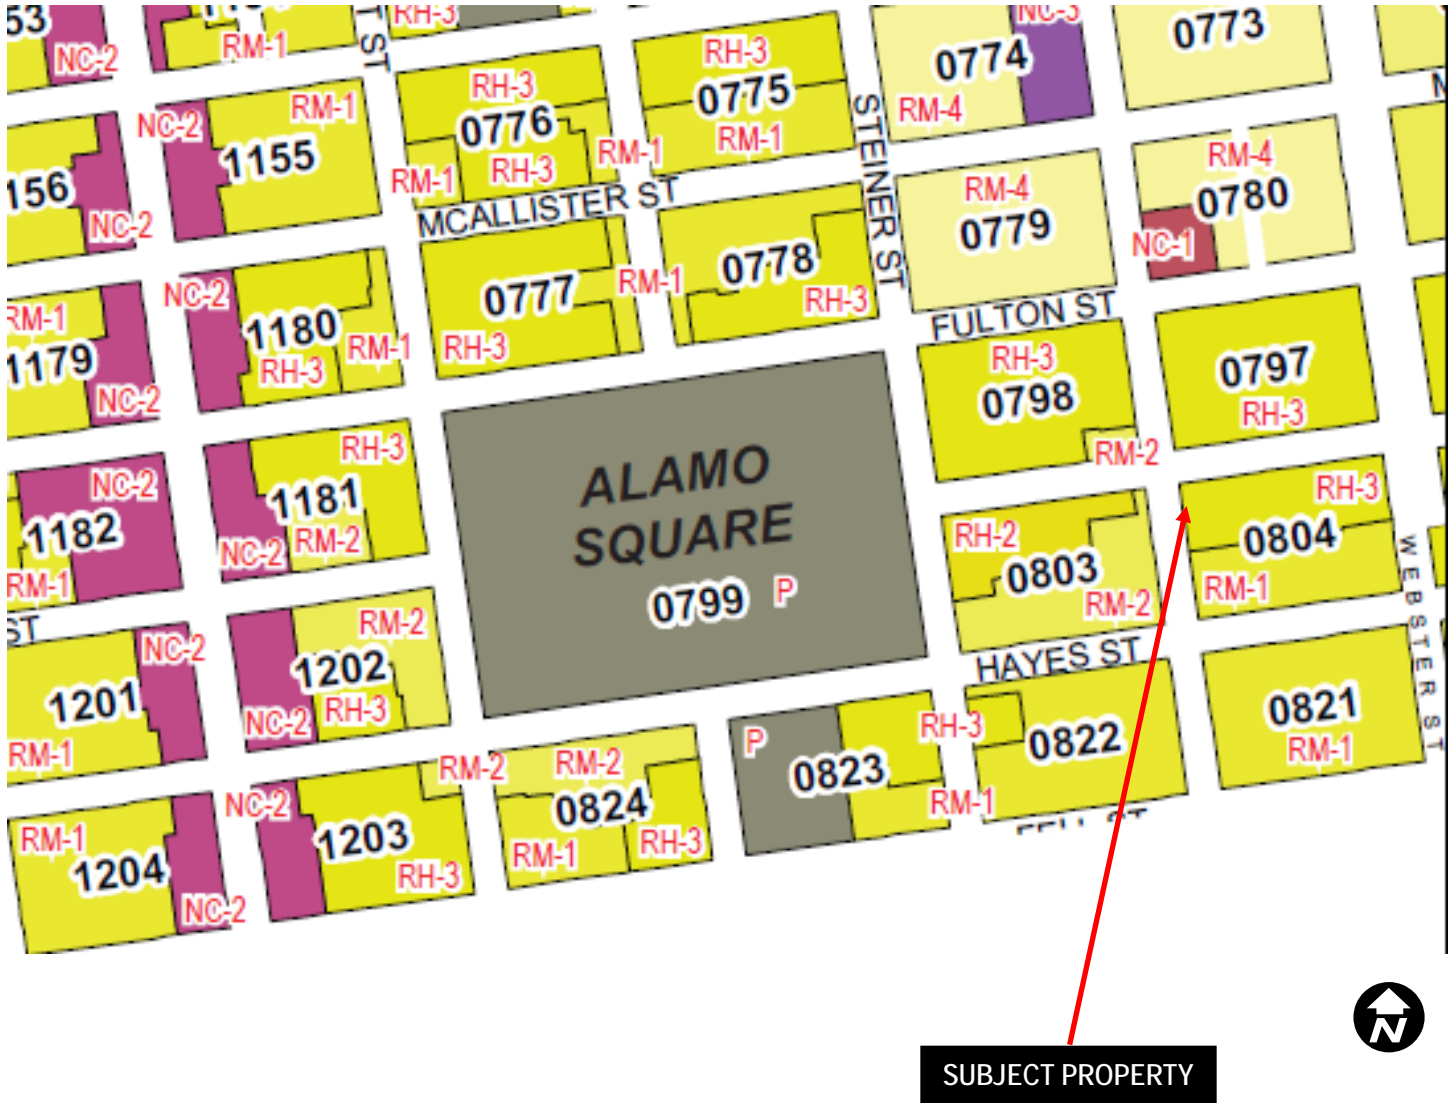 53
NC-2
RM-1
ST
RH-3
NC-3
0773
0774
RM-4
RH-3
0775
RM-1
RH-3
0776
RM-1
RH-3
RM-1
NC-2
RM-1
1155
156
NC-2
MCALLISTER ST
STEINER ST
RM-4
0779
RM-4
0780
NC-1
0778
RH-3
RM-1
0777
RH-3
NC-2
1180
RH-3
RM-1
RM-1
1179
NC-2
FULTON ST
RH-3
0798
RM-2
0797
RH-3
ALAMO
SQUARE
0799 P
RH-3
1181
NC-2
RM-2
NC-2
1182
RM-1
RH-2
0803
RM-2
RH-3
0804
RM-1
WEBSTER ST
HAYES ST
ST
NC-2
1201
RM-1
RM-2
1202
NC-2
RH-3
P
0823
RH-3
RM-1
0822
0821
RM-1
FELL ST
RM-2
RM-2
0824
RM-1
RH-3
NC-2
1203
RH-3
RM-1
1204
NC-2
N
SUBJECT PROPERTY